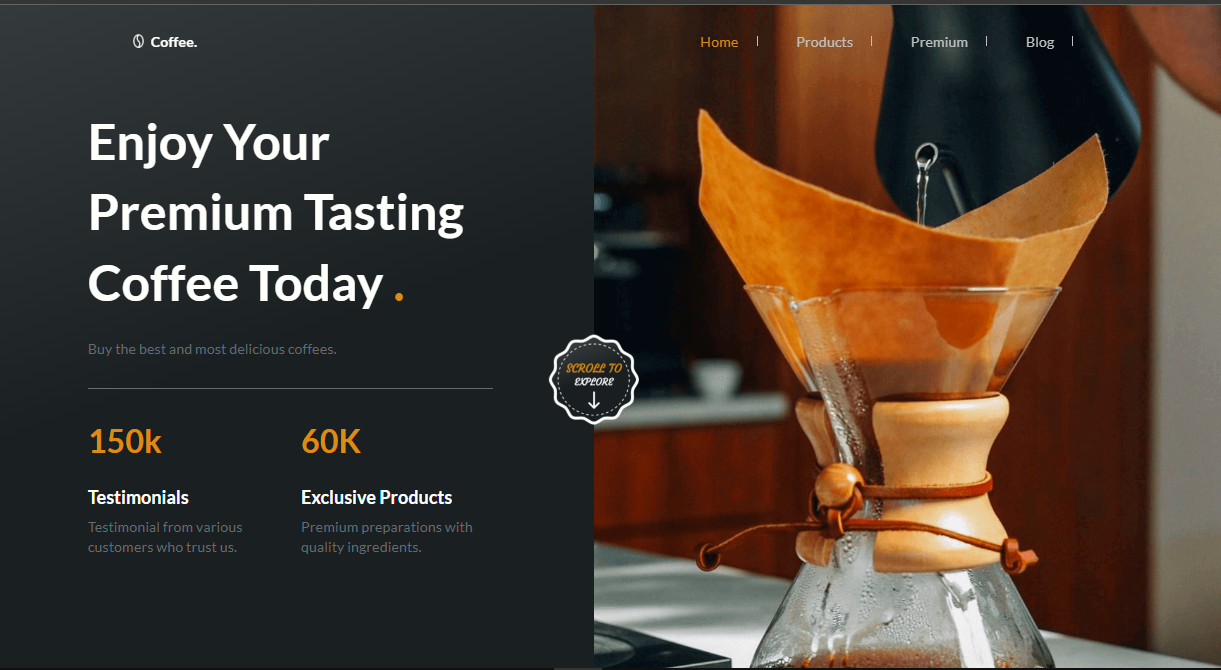 Coffee.
Home
Products
Premium
Blog
Enjoy Your
Premium Tasting
Coffee Today .
Buy the best and most delicious coffees.
SCROLL TO
EXPLORE
150k
Testimonials
Testimonial from various
customers who trust us.
60K
Exclusive Products
Premium preparations with
quality ingredients.